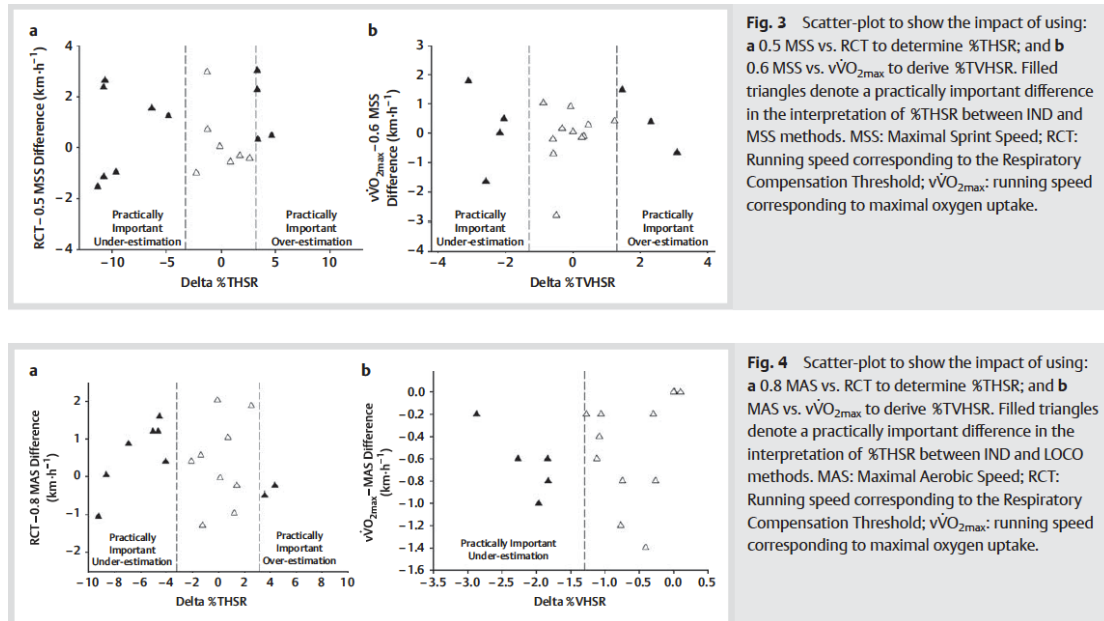 a
RCT–0.5 MSS Difference (km·h⁻¹)
4
2
0
−2
−4
Practically
Important
Under-estimation
Practically
Important
Over-estimation
−10 −5 0 5 10
Delta %THSR
b
vV̇O2max–0.6 MSS
Difference (km·h⁻¹)
3
2
1
0
−1
−2
−3
−4
Practically
Important
Under-estimation
Practically
Important
Over-estimation
−4 −2 0 2 4
Delta %TVHSR
Fig. 3 Scatter-plot to show the impact of using:
a 0.5 MSS vs. RCT to determine %THSR; and b
0.6 MSS vs. vV̇O2max to derive %TVHSR. Filled
triangles denote a practically important difference
in the interpretation of %THSR between IND and
MSS methods. MSS: Maximal Sprint Speed; RCT:
Running speed corresponding to the Respiratory
Compensation Threshold; vV̇O2max: running speed
corresponding to maximal oxygen uptake.
a
RCT–0.8 MAS Difference
(km·h⁻¹)
2
1
0
−1
−2
Practically
Important
Under-estimation
Practically
Important
Over-estimation
−10 −8 −6 −4 −2 0 2 4 6 8 10
Delta %THSR
b
vV̇O2max–MAS Difference
(km·h⁻¹)
0.0
−0.2
−0.4
−0.6
−0.8
−1.0
−1.2
−1.4
−1.6
Practically Important
Under-estimation
−3.5 −3.0 −2.5 −2.0 −1.5 −1.0 −0.5 0.0 0.5
Delta %VHSR
Fig. 4 Scatter-plot to show the impact of using:
a 0.8 MAS vs. RCT to determine %THSR; and b
MAS vs. vV̇O2max to derive %TVHSR. Filled triangles
denote a practically important difference in the
interpretation of %THSR between IND and LOCO
methods. MAS: Maximal Aerobic Speed; RCT:
Running speed corresponding to the Respiratory
Compensation Threshold; vV̇O2max: running speed
corresponding to maximal oxygen uptake.